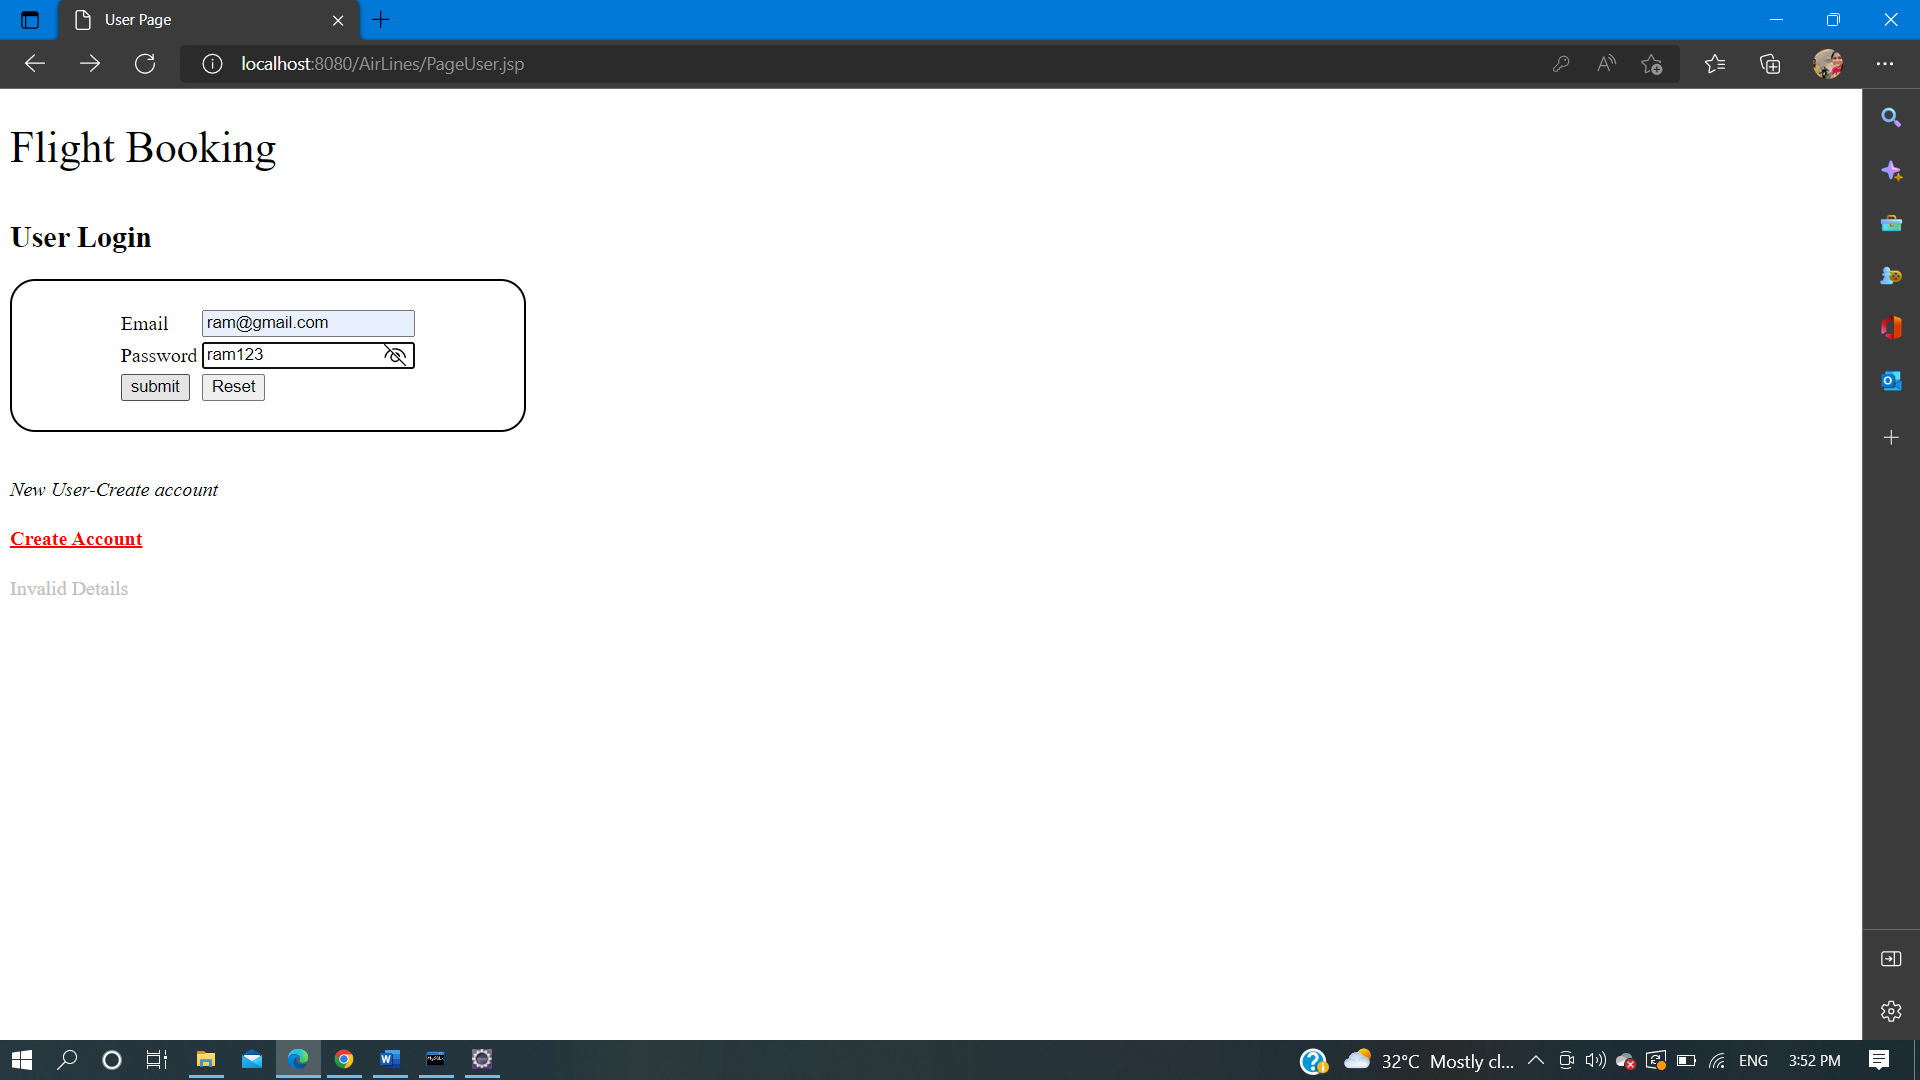 User Page
localhost:8080/AirLines/PageUser.jsp
Flight Booking
User Login
Email ram@gmail.com
Password ram123
submit Reset
New User-Create account
Create Account
Invalid Details
32°C Mostly cl... ENG 3:52 PM